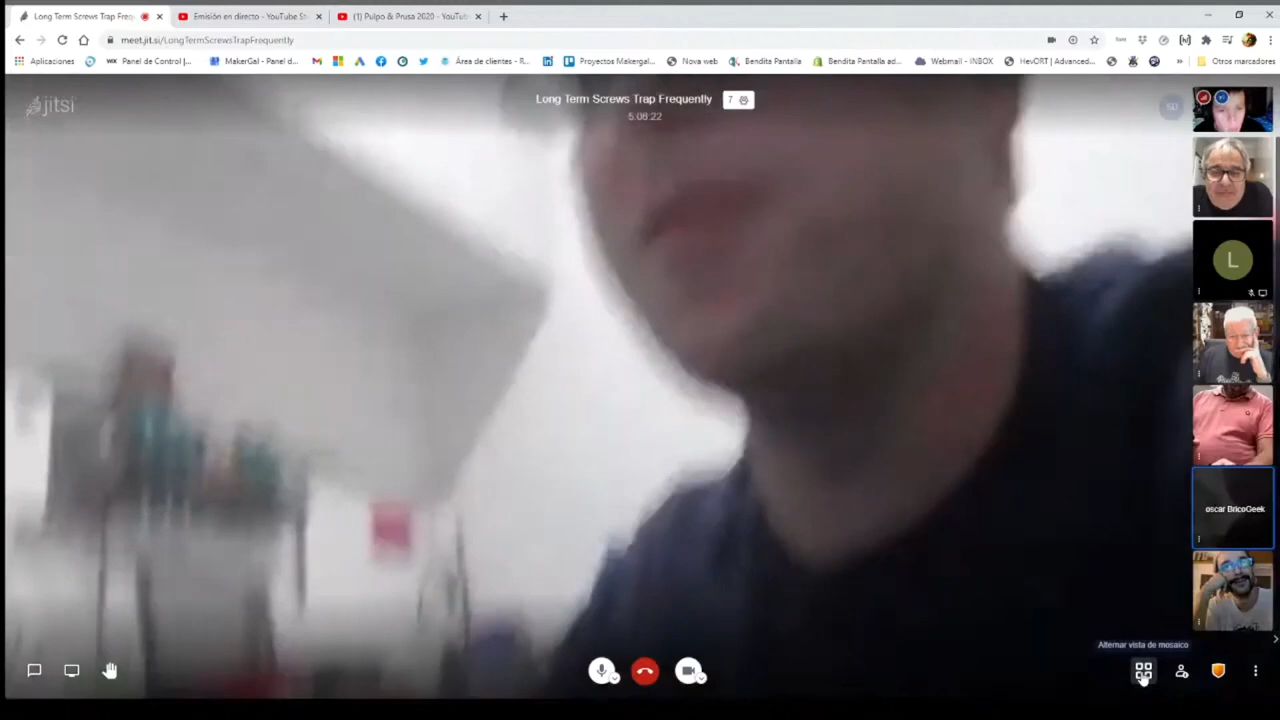 Long Term Screws Trap Freq
Emisión en directo - YouTube St
(1) Pulpo & Prusa 2020 - YouTub
meet.jit.si/LongTermScrewsTrapFrequently
Aplicaciones
Panel de Control |...
MakerGal - Panel d...
Área de clientes - R...
Proyectos Makergal...
Nova web
Bendita Pantalla
Bendita Pantalla ad...
Webmail - INBOX
HevORT | Advanced...
»
Otros marcadores
jitsi
Long Term Screws Trap Frequently
7
5:06:22
SD
L
oscar BricoGeek
Alternar vista de mosaico